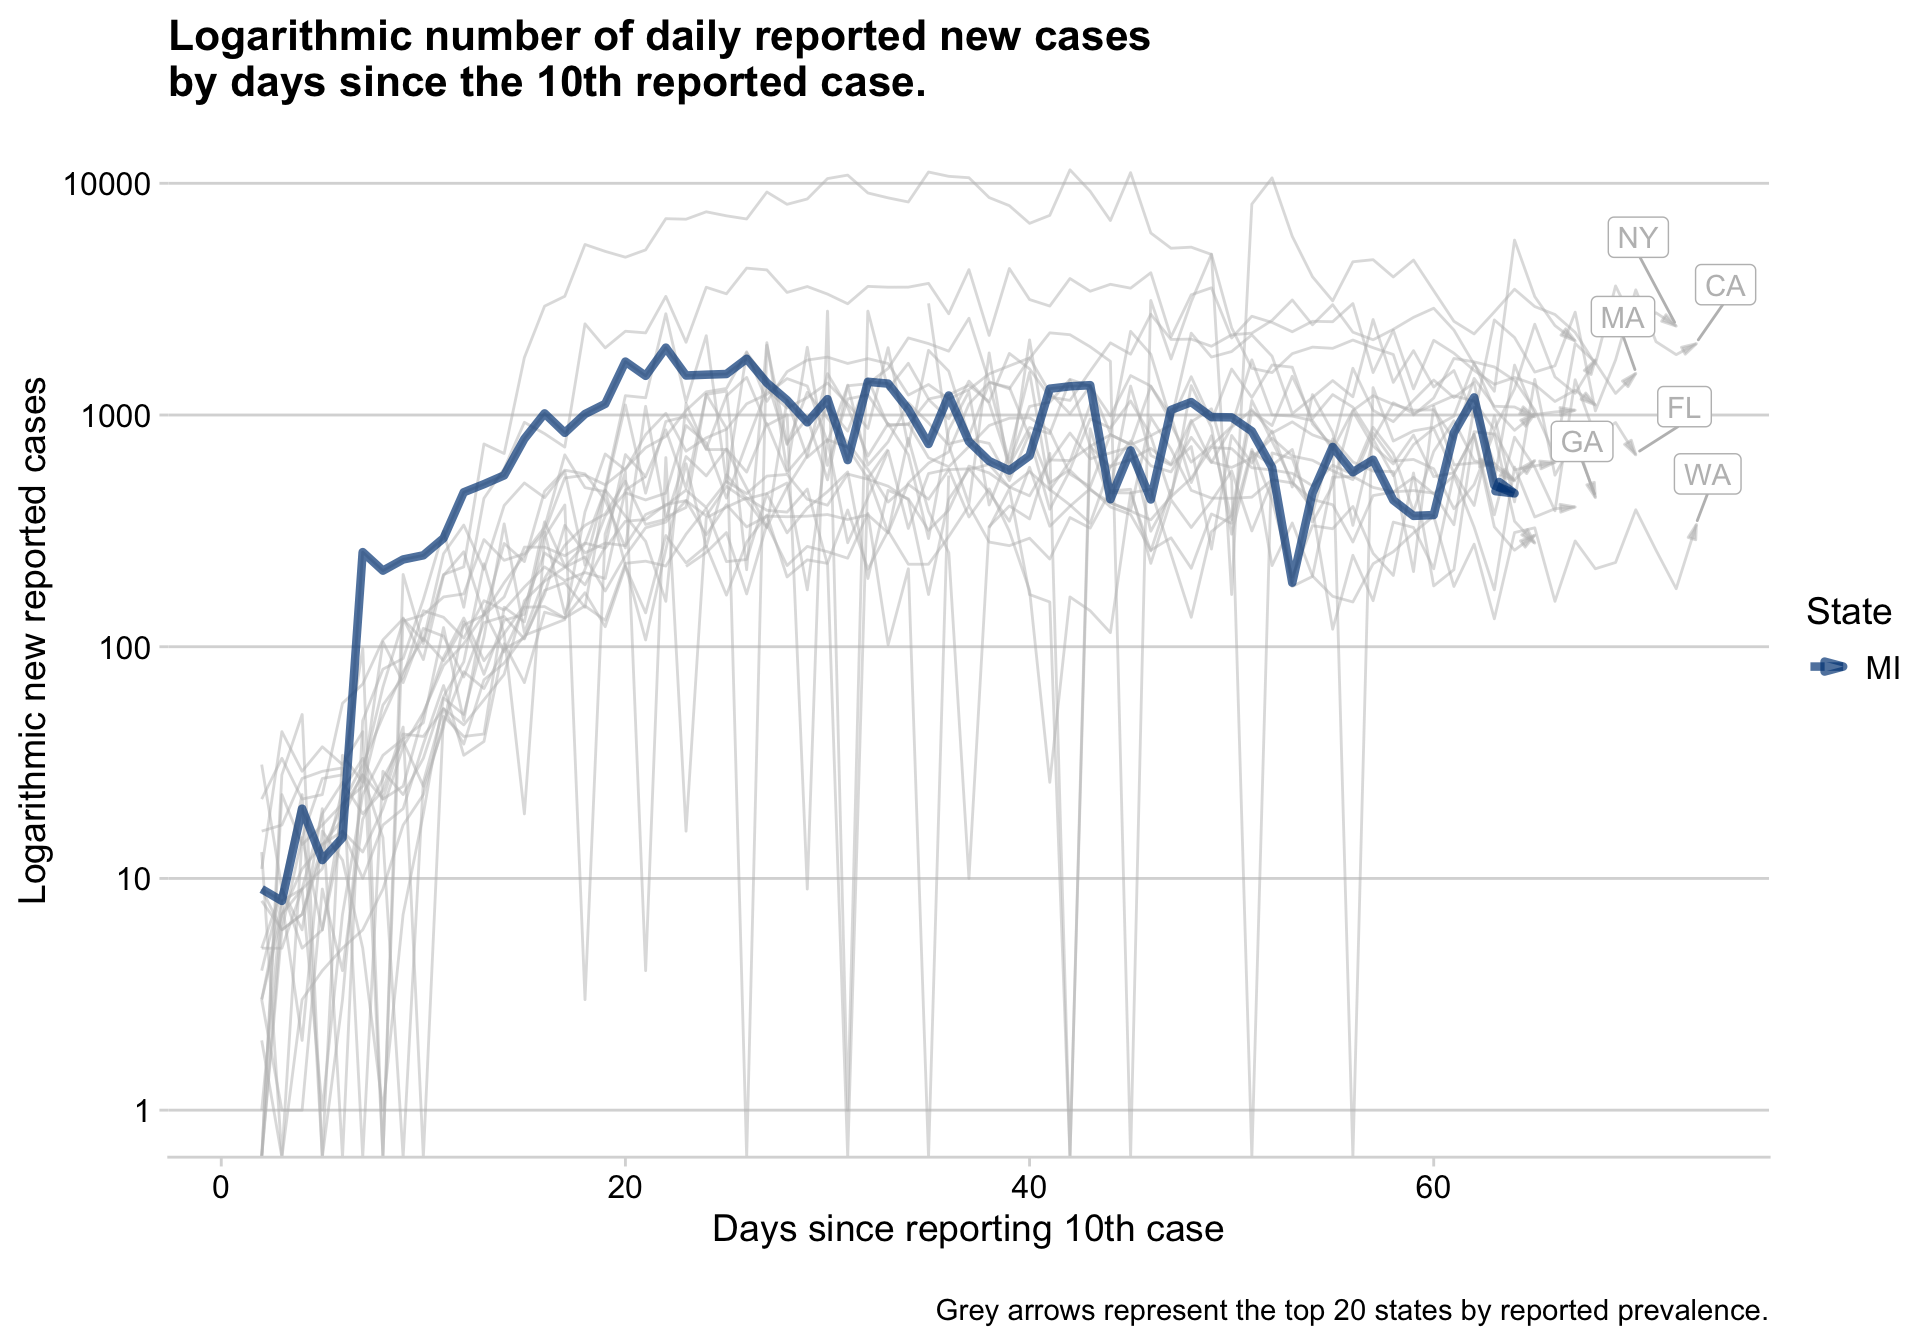 Logarithmic number of daily reported new cases
by days since the 10th reported case.
Logarithmic new reported cases
10000
1000
100
10
1
NY
CA
MA
FL
GA
WA
State
MI
0
20
40
60
Days since reporting 10th case
Grey arrows represent the top 20 states by reported prevalence.